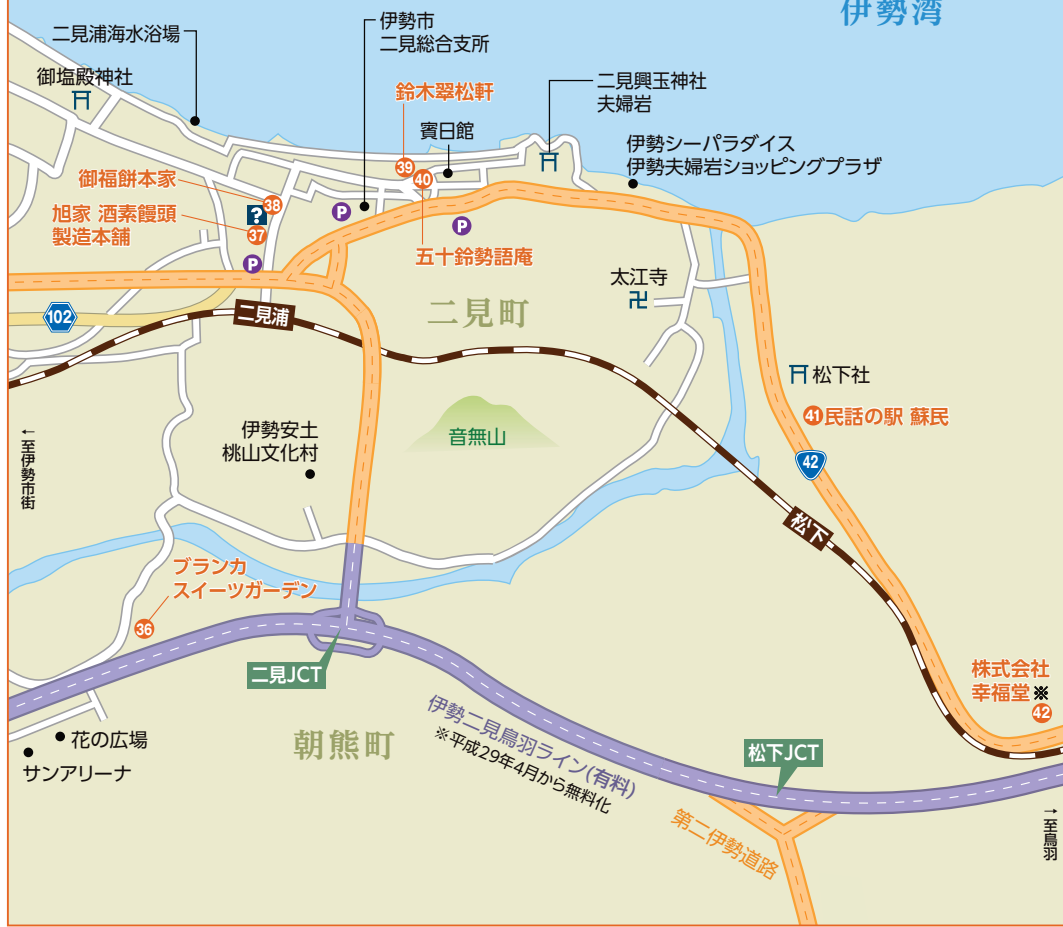 伊勢湾
二見浦海水浴場
伊勢市
二見総合支所
御塩殿神社
鈴木翠松軒
二見興玉神社
夫婦岩
賓日館
伊勢シーパラダイス
伊勢夫婦岩ショッピングプラザ
39
40
御福餅本家
38
旭家 酒素饅頭
製造本舗
?
37
P
P
P
五十鈴勢語庵
太江寺
卍
102
二見浦
二見町
松下社
41 民話の駅 蘇民
音無山
伊勢安土
桃山文化村
42
←至伊勢市街
松下
ブランカ
スイーツガーデン
36
二見JCT
株式会社
幸福堂 ※
42
伊勢二見鳥羽ライン(有料)
※平成29年4月から無料化
朝熊町
花の広場
サンアリーナ
松下JCT
第二伊勢道路
→至鳥羽